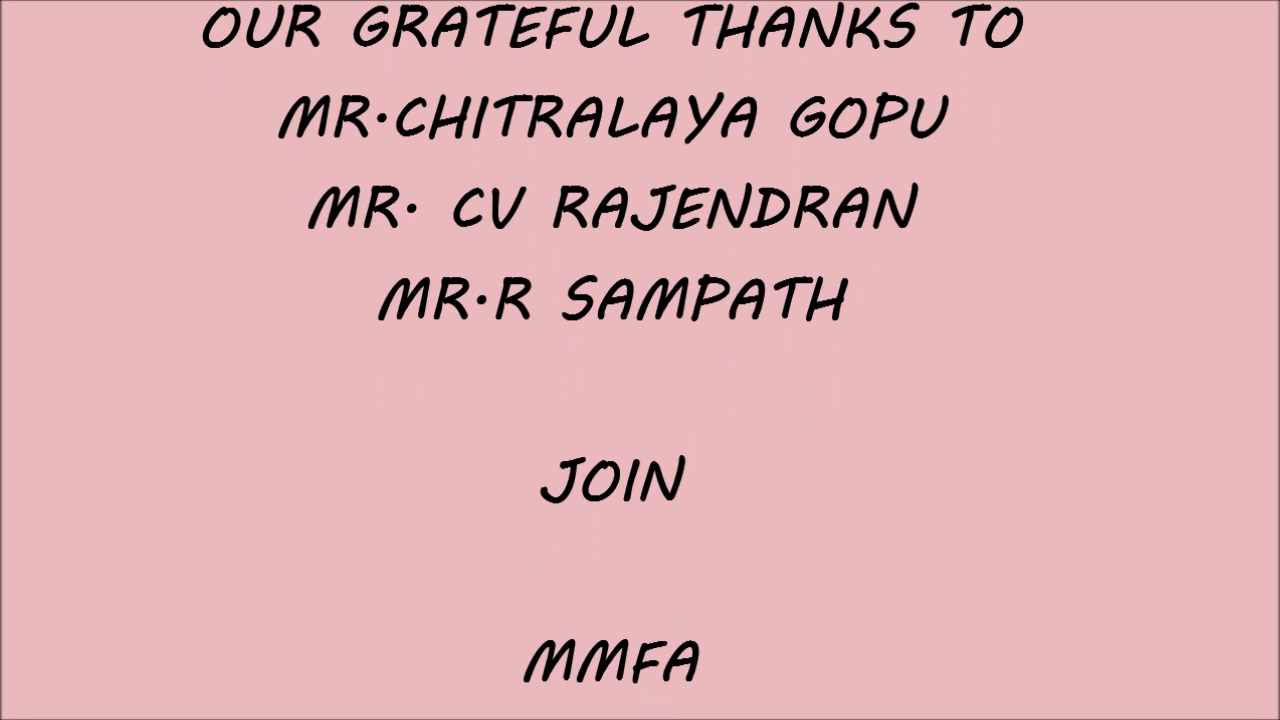 OUR GRATEFUL THANKS TO
MR.CHITRALAYA GOPU
MR. CV RAJENDRAN
MR.R SAMPATH
JOIN
MMFA